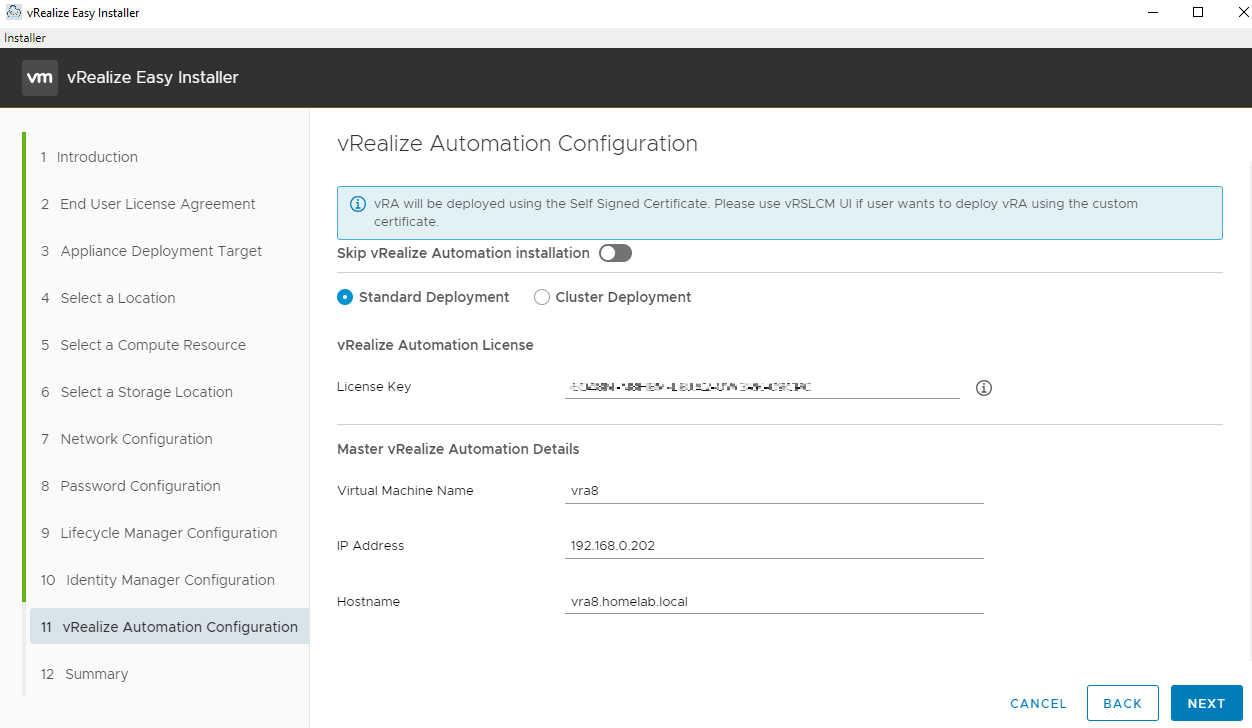 vRealize Easy Installer
Installer
vm vRealize Easy Installer
1 Introduction
2 End User License Agreement
3 Appliance Deployment Target
4 Select a Location
5 Select a Compute Resource
6 Select a Storage Location
7 Network Configuration
8 Password Configuration
9 Lifecycle Manager Configuration
10 Identity Manager Configuration
11 vRealize Automation Configuration
12 Summary
vRealize Automation Configuration
vRA will be deployed using the Self Signed Certificate. Please use vRSLCM UI if user wants to deploy vRA using the custom
certificate.
Skip vRealize Automation installation
Standard Deployment Cluster Deployment
vRealize Automation License
License Key
Master vRealize Automation Details
Virtual Machine Name vra8
IP Address 192.168.0.202
Hostname vra8.homelab.local
CANCEL BACK NEXT